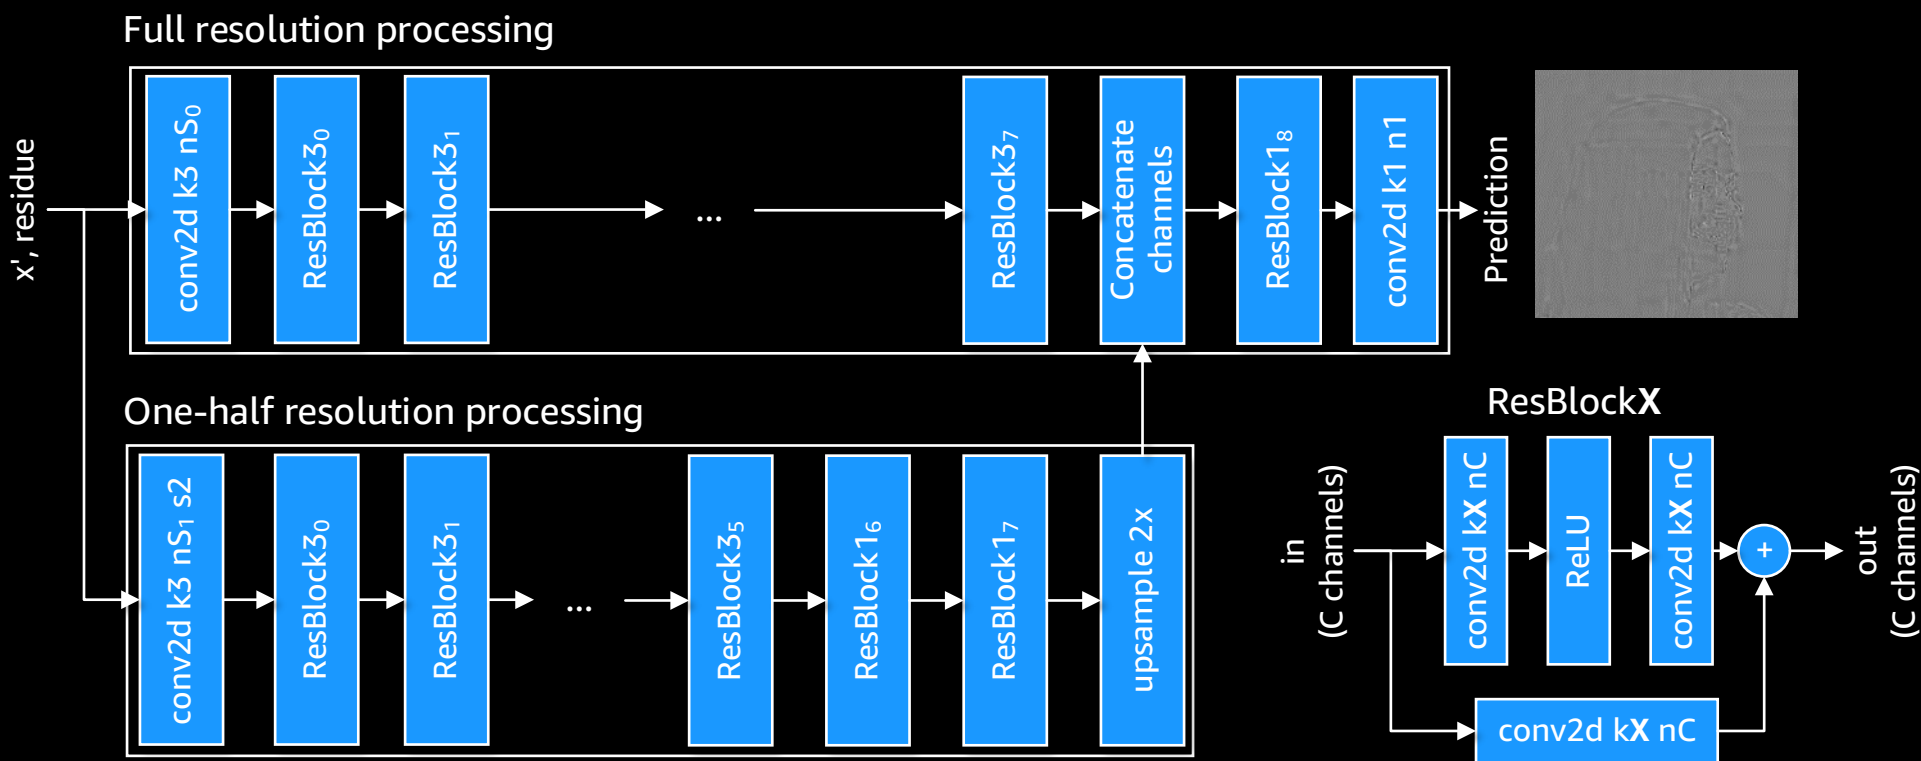 Full resolution processing
x', residue
conv2d k3 nS₀
ResBlock3₀
ResBlock3₁
...
ResBlock3₇
Concatenate
channels
ResBlock1₈
conv2d k1 n1
Prediction
One-half resolution processing
conv2d k3 nS₁ s2
ResBlock3₀
ResBlock3₁
...
ResBlock3₅
ResBlock1₆
ResBlock1₇
upsample 2x
ResBlockX
in
(C channels)
conv2d kX nC
ReLU
conv2d kX nC
+
out
(C channels)
conv2d kX nC